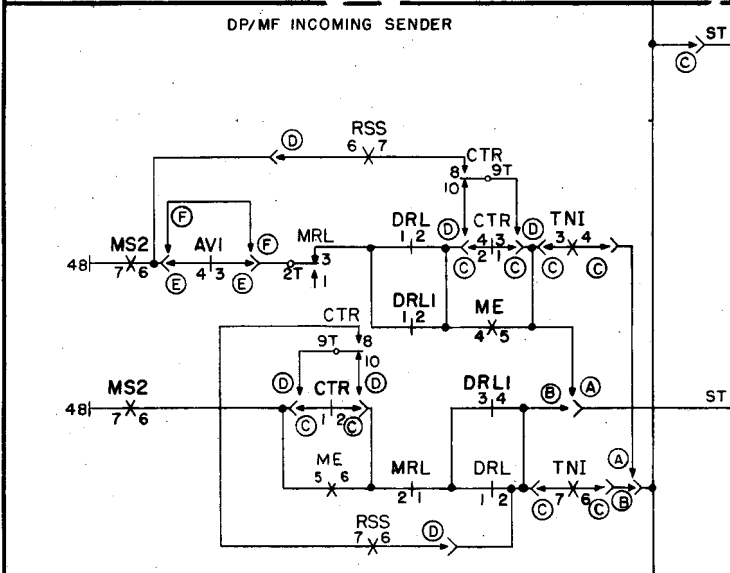 DP/MF INCOMING SENDER
ST
C
D
RSS
6 7
CTR
8 9T
10
F
F
MS2
AVI
MRL
DRL
D
CTR
D
TNI
48
7 6
4 3
2T
3
1
1 2
4 3
2 1
3 4
E
E
C
C
C
C
DRL1
1 2
ME
4 5
CTR
9T 8
10
MS2
D
CTR
D
DRL1
B
A
48
7 6
1 2
3 4
ST
C
C
ME
5 6
MRL
2 1
DRL
1 2
TNI
7 6
A
C
C
B
RSS
7 6
D